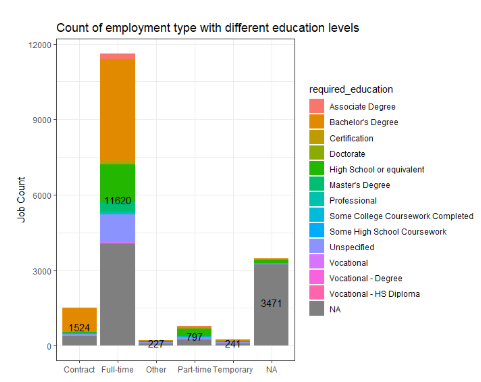 Count of employment type with different education levels
12000
9000
6000
3000
0
Job Count
11620
1524
227
797
241
3471
Contract
Full-time
Other
Part-time
Temporary
NA
required_education
Associate Degree
Bachelor's Degree
Certification
Doctorate
High School or equivalent
Master's Degree
Professional
Some College Coursework Completed
Some High School Coursework
Unspecified
Vocational
Vocational - Degree
Vocational - HS Diploma
NA